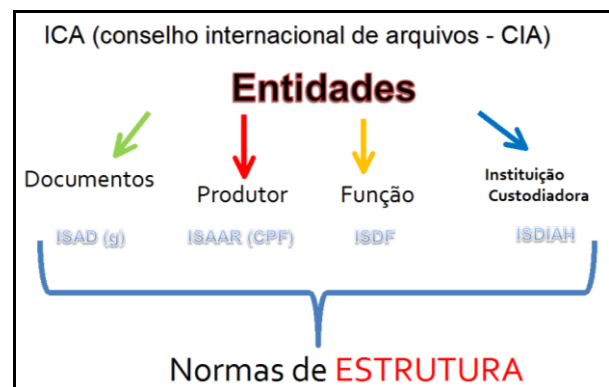 ICA (conselho internacional de arquivos - CIA)
Entidades
Documentos
Produtor
Função
Instituição
Custodiadora
ISAD (g)
ISAAR (CPF)
ISDF
ISDIAH
Normas de ESTRUTURA